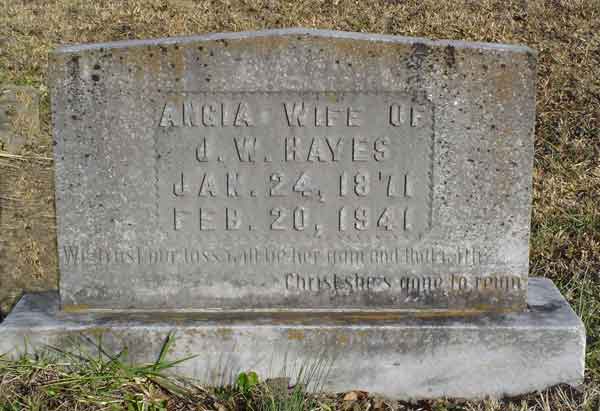 ANGIA WIFE OF
J. W. HAYES
JAN. 24, 1871
FEB. 20, 1941
We trust our loss will be her gain and that with
Christ she's gone to reign